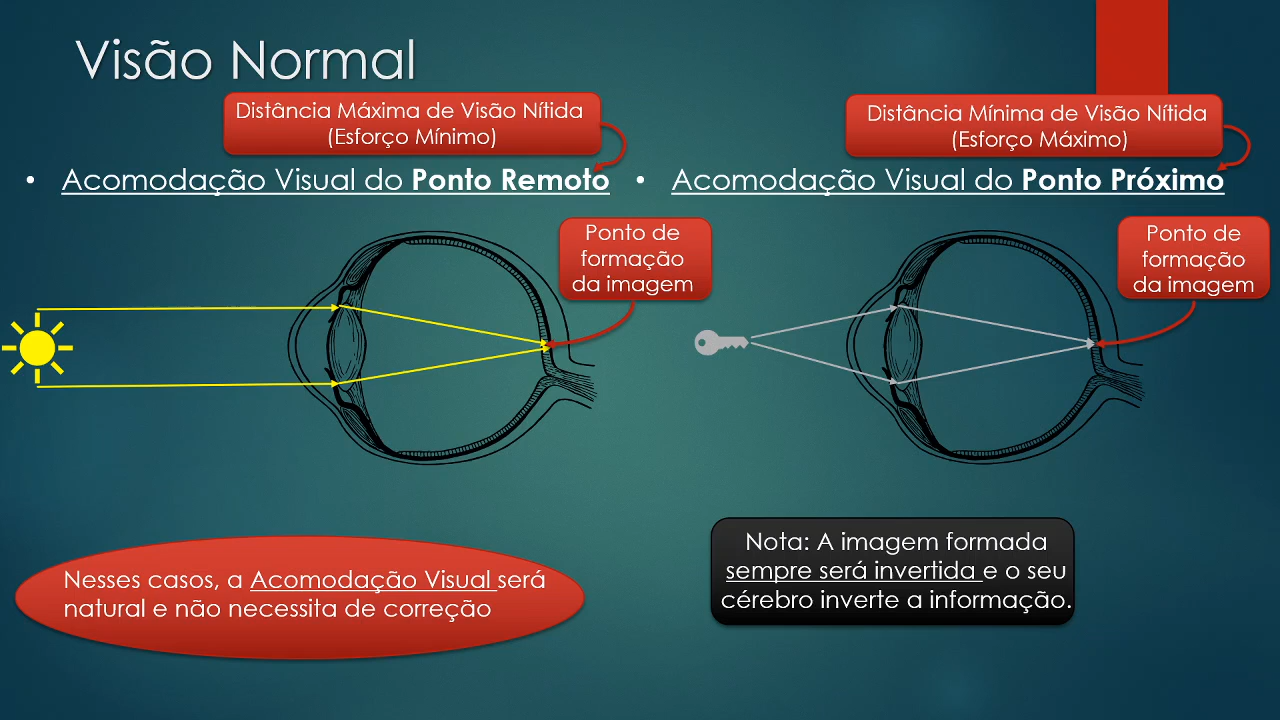 Visão Normal
Distância Máxima de Visão Nítida
(Esforço Mínimo)
Distância Mínima de Visão Nítida
(Esforço Máximo)
• Acomodação Visual do Ponto Remoto
• Acomodação Visual do Ponto Próximo
Ponto de
formação
da imagem
Ponto de
formação
da imagem
Nesses casos, a Acomodação Visual será
natural e não necessita de correção
Nota: A imagem formada
sempre será invertida e o seu
cérebro inverte a informação.